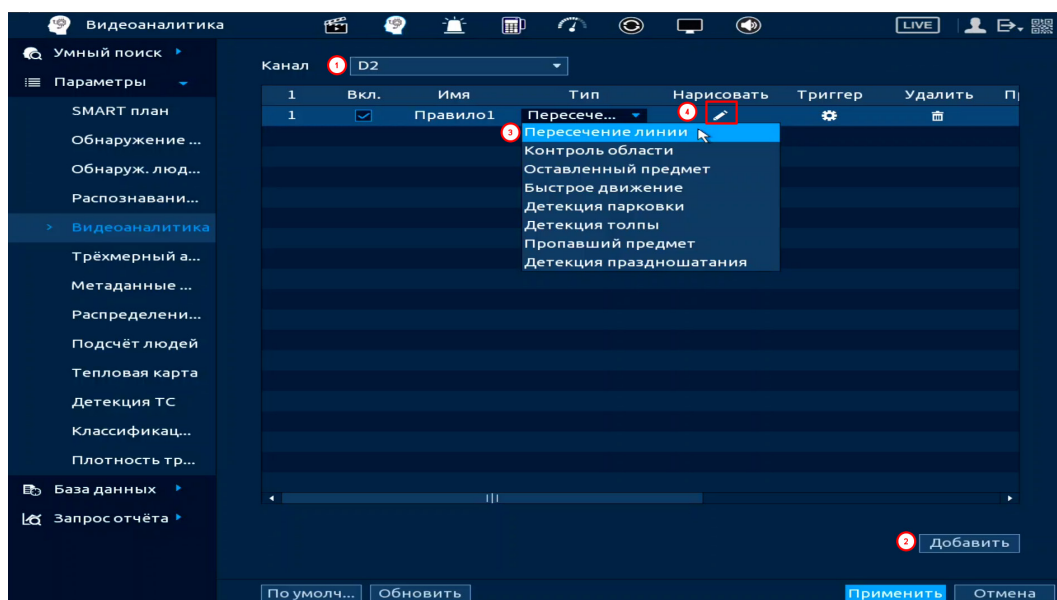 Видеоаналитика
LIVE
Умный поиск
Параметры
SMART план
Обнаружение ...
Обнаруж. люд...
Распознавани...
> Видеоаналитика
Трёхмерный а...
Метаданные ...
Распределени...
Подсчёт людей
Тепловая карта
Детекция ТС
Классификац...
Плотность тр...
База данных
Запрос отчёта
Канал 1 D2
1 Вкл. Имя Тип Нарисовать Триггер Удалить
1 Правило1 Пересече... 4
3 Пересечение линии
Контроль области
Оставленный предмет
Быстрое движение
Детекция парковки
Детекция толпы
Пропавший предмет
Детекция праздношатания
2 Добавить
По умолч... Обновить Применить Отмена